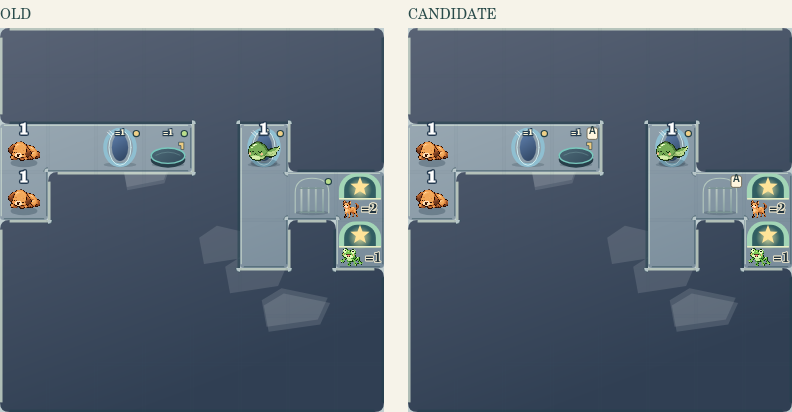 OLD CANDIDATE
1 =1 =1 1 1 =1 =1 A 1
1 1 A
=2 =2
=1 =1